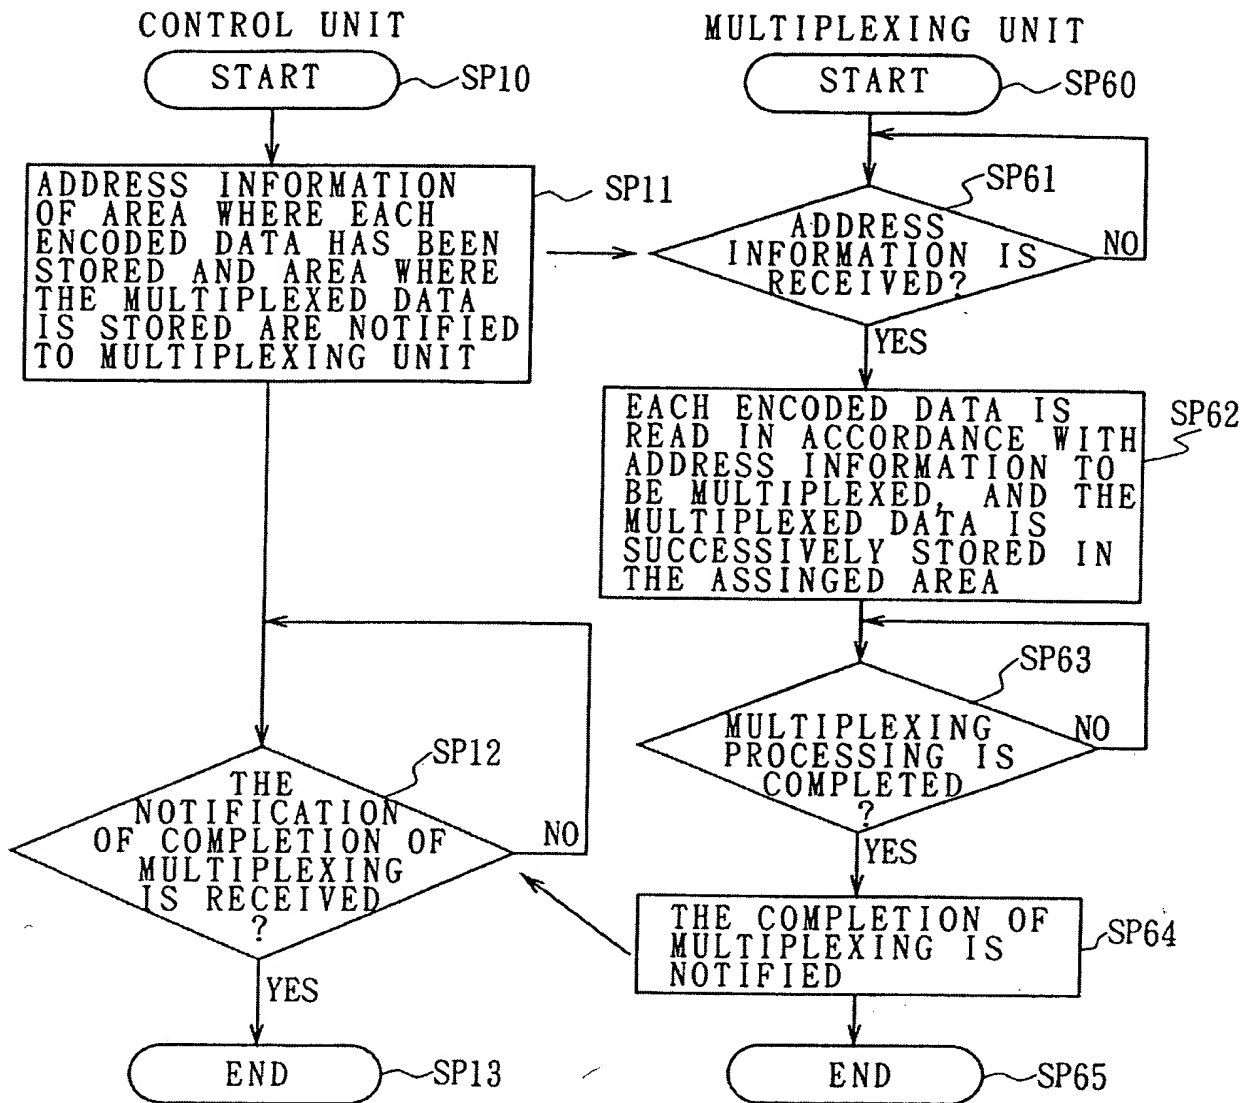 CONTROL UNIT
START
SP10
ADDRESS INFORMATION
OF AREA WHERE EACH
ENCODED DATA HAS BEEN
STORED AND AREA WHERE
THE MULTIPLEXED DATA
IS STORED ARE NOTIFIED
TO MULTIPLEXING UNIT
SP11
THE
NOTIFICATION
OF COMPLETION OF
MULTIPLEXING
IS RECEIVED
?
SP12
NO
YES
END
SP13
MULTIPLEXING UNIT
START
SP60
ADDRESS
INFORMATION IS
RECEIVED?
SP61
NO
YES
EACH ENCODED DATA IS
READ IN ACCORDANCE WITH
ADDRESS INFORMATION TO
BE MULTIPLEXED, AND THE
MULTIPLEXED DATA IS
SUCCESSIVELY STORED IN
THE ASSINGED AREA
SP62
MULTIPLEXING
PROCESSING IS
COMPLETED
?
SP63
NO
YES
THE COMPLETION OF
MULTIPLEXING IS
NOTIFIED
SP64
END
SP65